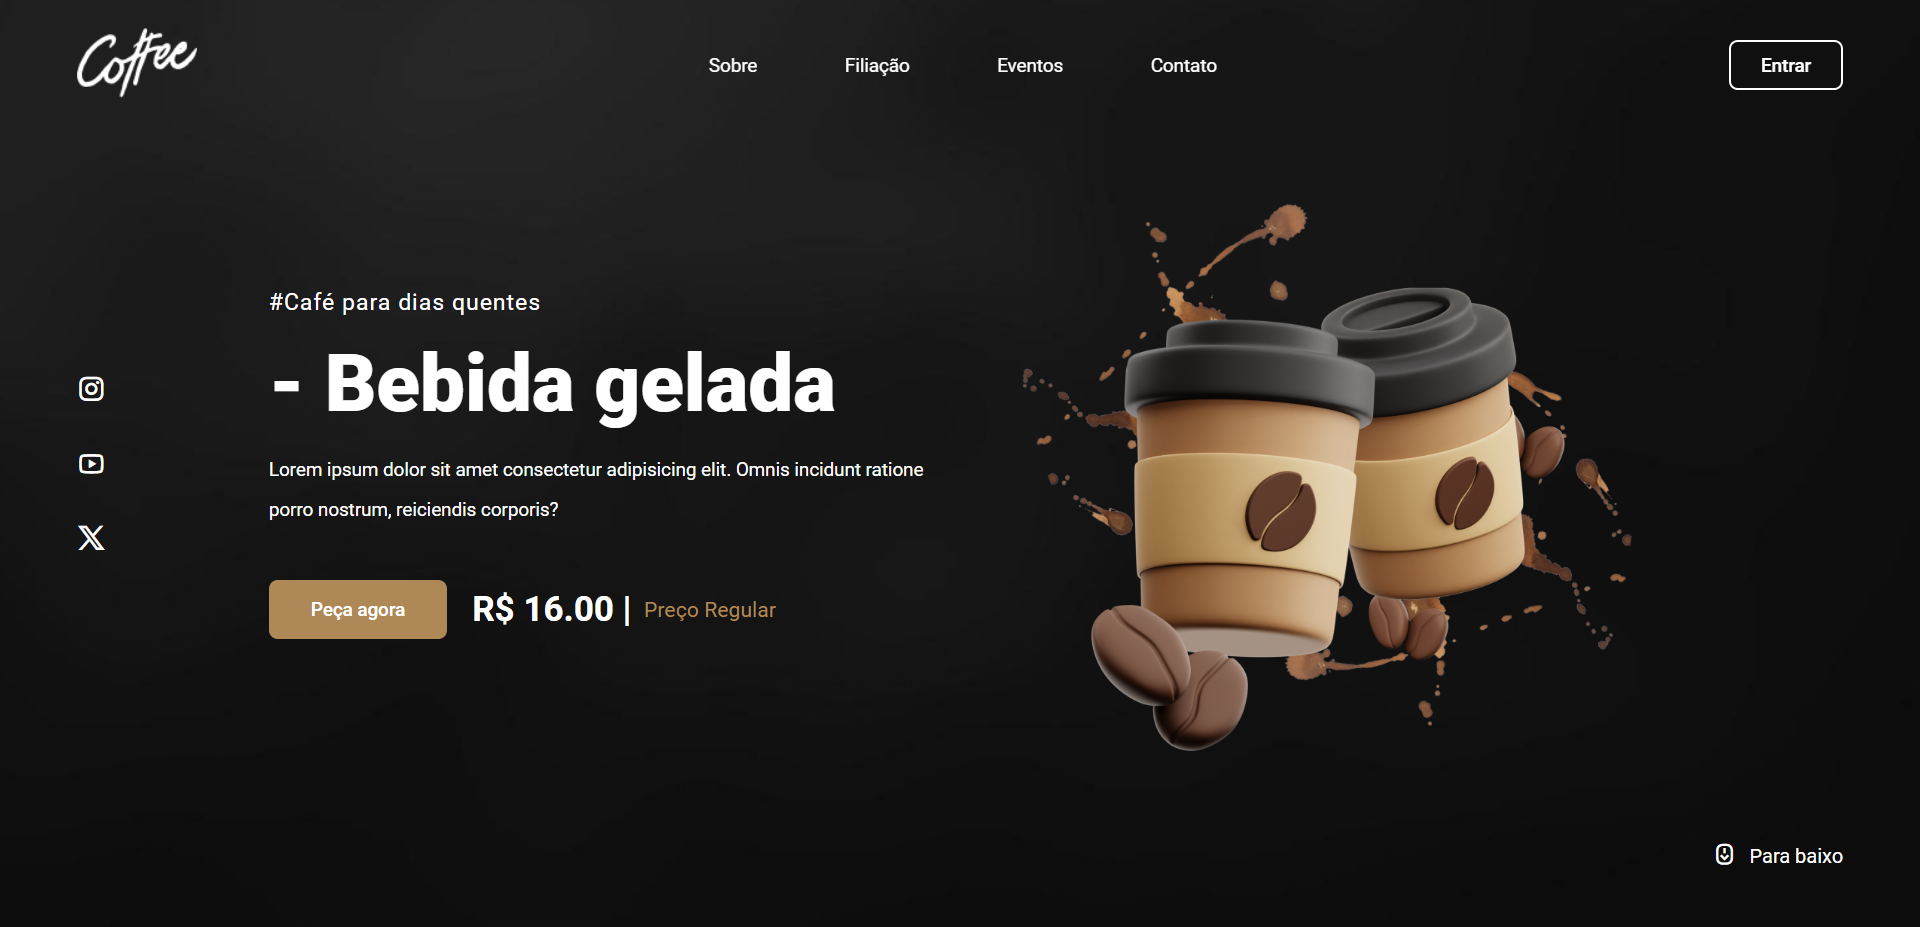 Coffee
Sobre Filiação Eventos Contato Entrar
#Café para dias quentes
- Bebida gelada
Lorem ipsum dolor sit amet consectetur adipisicing elit. Omnis incidunt ratione
porro nostrum, reiciendis corporis?
Peça agora R$ 16.00 | Preço Regular
Para baixo